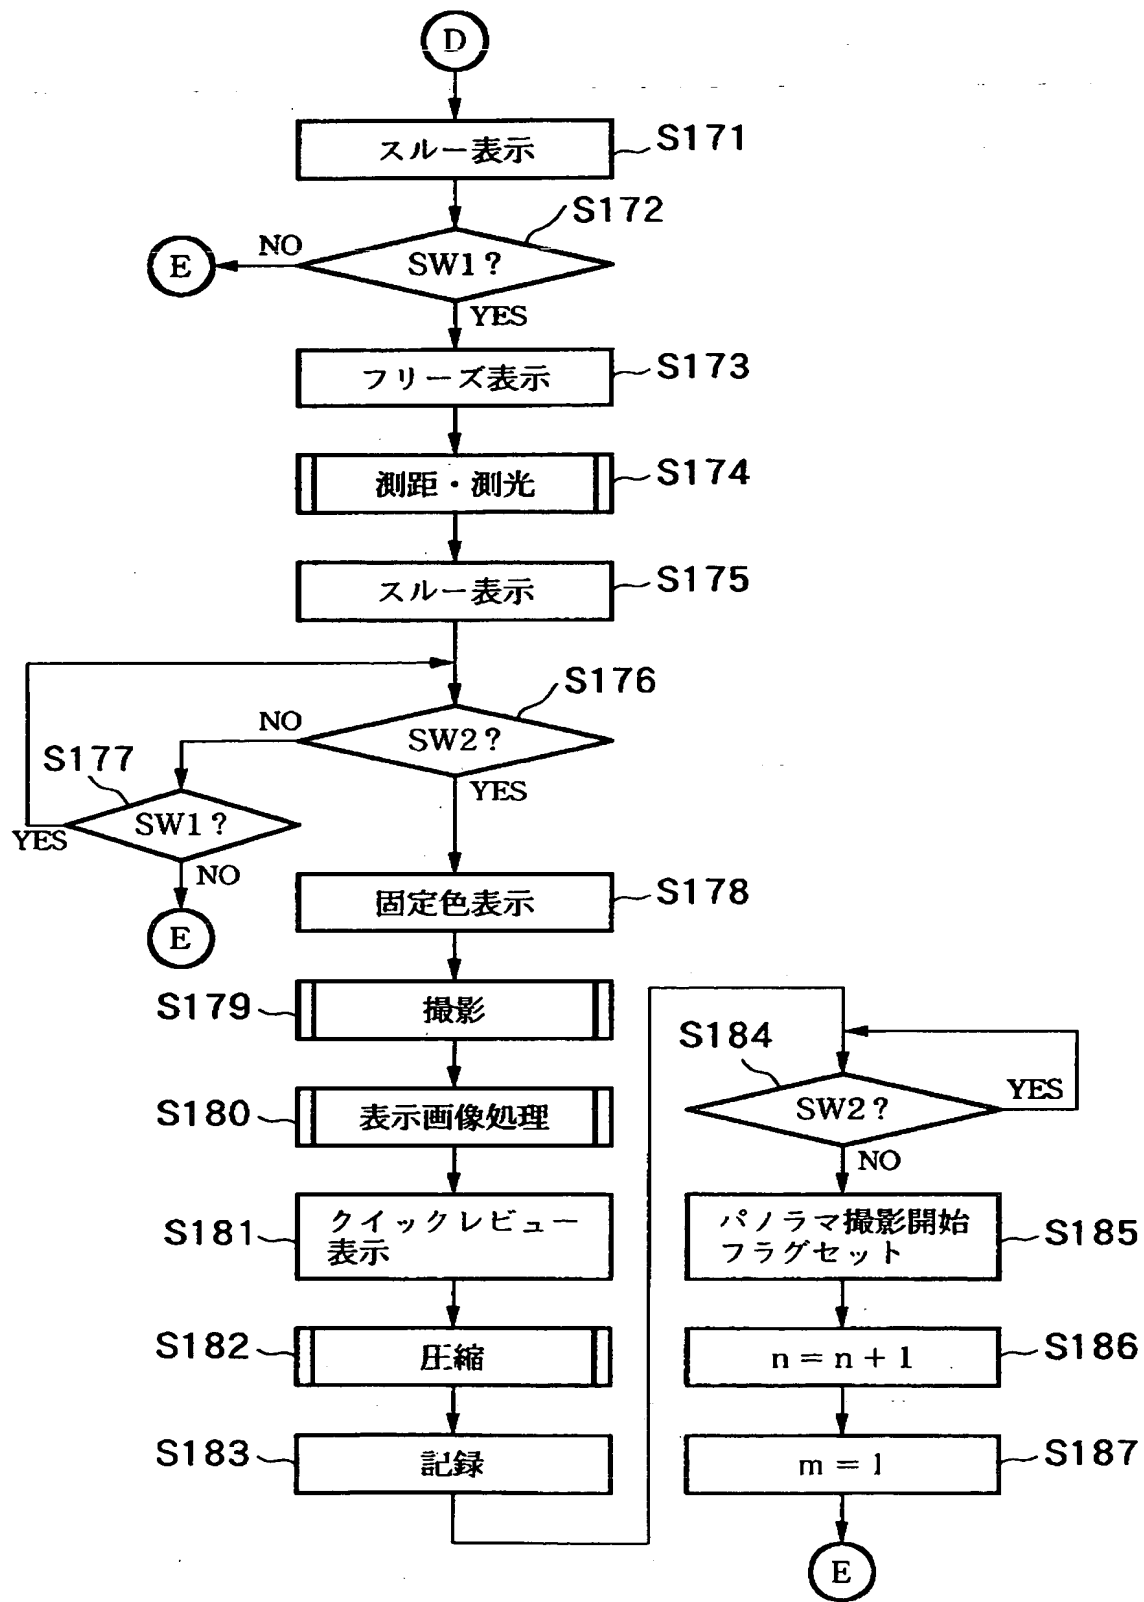 D
スルー表示
S171
S172
SW1?
NO
E
YES
フリーズ表示
S173
測距・測光
S174
スルー表示
S175
S176
SW2?
NO
YES
S177
SW1?
YES
NO
E
固定色表示
S178
S179
撮影
S180
表示画像処理
S181
クイックレビュー
表示
S182
圧縮
S183
記録
S184
SW2?
YES
NO
パノラマ撮影開始
フラグセット
S185
n = n + 1
S186
m = 1
S187
E